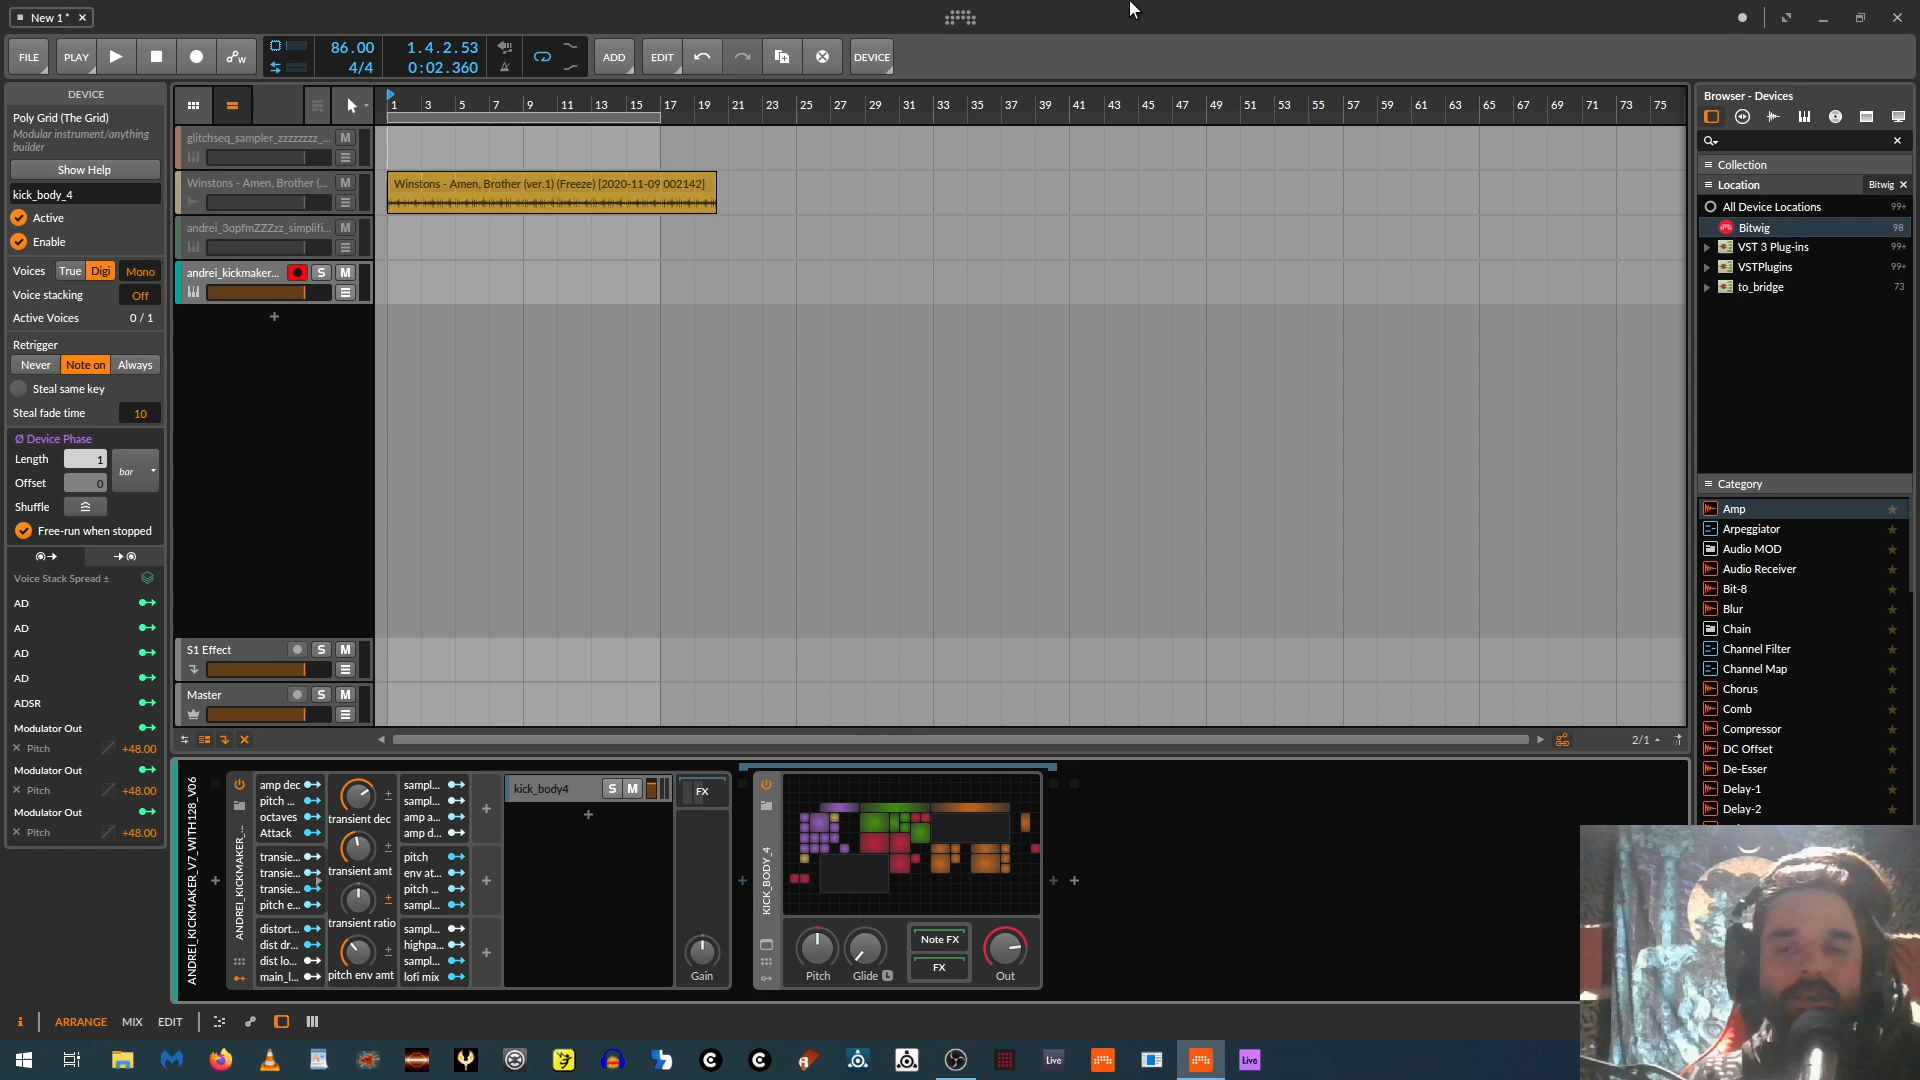 New 1 *
FILE
PLAY
86.00
4/4
1.4.2.53
0:02.360
ADD
EDIT
DEVICE
DEVICE
Poly Grid (The Grid)
Modular instrument/anything
builder
Show Help
kick_body_4
Active
Enable
Voices True Digi Mono
Voice stacking Off
Active Voices 0 / 1
Retrigger
Never Note on Always
Steal same key
Steal fade time 10
Ø Device Phase
Length 1 bar
Offset 0
Shuffle
Free-run when stopped
Voice Stack Spread ±
AD
AD
AD
AD
ADSR
Modulator Out
Pitch +48.00
Modulator Out
Pitch +48.00
Modulator Out
Pitch +48.00
1 3 5 7 9 11 13 15 17 19 21 23 25 27 29 31 33 35 37 39 41 43 45 47 49 51 53 55 57 59 61 63 65 67 69 71 73 75
glitchseq_sampler_zzzzzzzz_... M
Winstons - Amen, Brother (... M
Winstons - Amen, Brother (ver.1) (Freeze) [2020-11-09 002142]
andrei_3opfmZZZzz_simplifi... M
andrei_kickmaker... S M
S1 Effect S M
Master S M
2/1
Browser - Devices
Collection
Location Bitwig
All Device Locations 99+
Bitwig 98
VST 3 Plug-ins 99+
VSTPlugins 99+
to_bridge 73
Category
Amp
Arpeggiator
Audio MOD
Audio Receiver
Bit-8
Blur
Chain
Channel Filter
Channel Map
Chorus
Comb
Compressor
DC Offset
De-Esser
Delay-1
Delay-2
ANDREI_KICKMAKER_V7_WITH128_V06
ANDREI_KICKMAKER_...
amp dec
pitch ...
octaves
Attack
transie...
transie...
transie...
pitch e...
distort...
dist dr...
dist lo...
main_l...
transient dec
transient amt
transient ratio
pitch env amt
sampl...
sampl...
amp a...
amp d...
pitch
env at...
pitch ...
sampl...
sampl...
highpa...
sampl...
lofi mix
kick_body4 S M
FX
Gain
KICK_BODY_4
Pitch
Glide L
Note FX
FX
Out
i
ARRANGE MIX EDIT
Live
Live